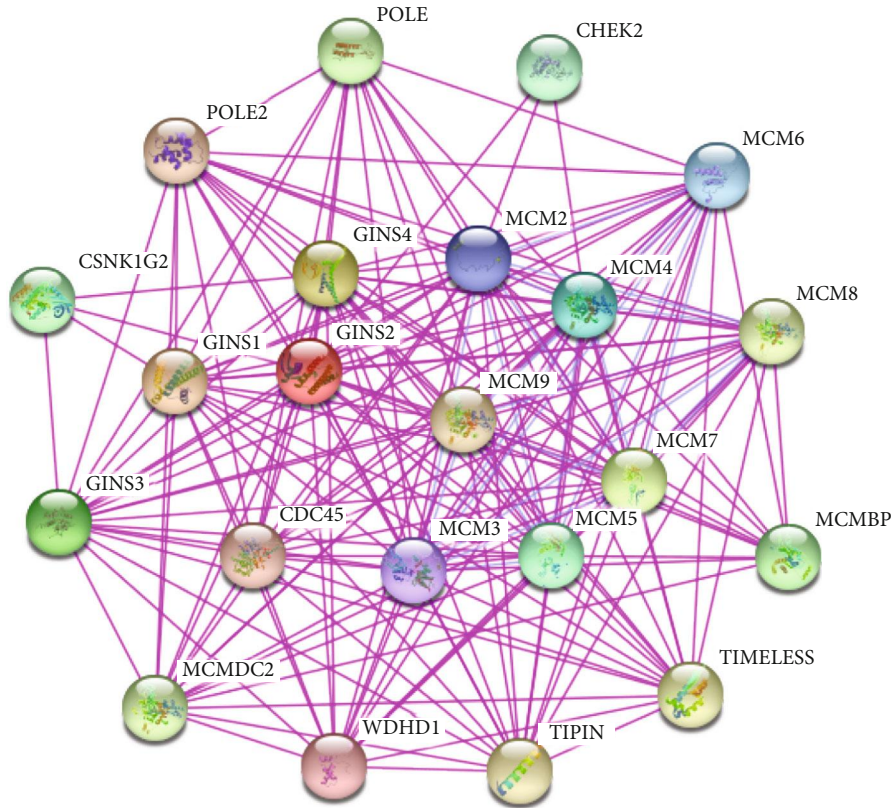 POLE
CHEK2
POLE2
MCM6
MCM2
GINS4
MCM4
CSNK1G2
MCM8
GINS1
GINS2
MCM9
MCM7
GINS3
CDC45
MCM3
MCM5
MCMBP
MCMDC2
TIMELESS
WDHD1
TIPIN